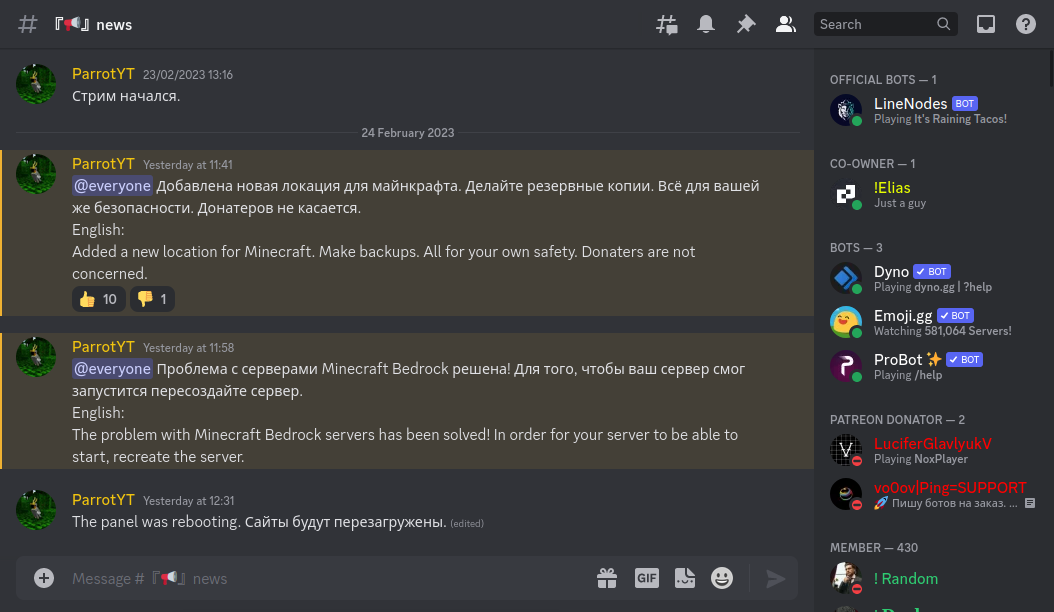 『📢』 news
Search
ParrotYT 23/02/2023 13:16
Стрим начался.
24 February 2023
ParrotYT Yesterday at 11:41
@everyone Добавлена новая локация для майнкрафта. Делайте резервные копии. Всё для вашей
же безопасности. Донатеров не касается.
English:
Added a new location for Minecraft. Make backups. All for your own safety. Donaters are not
concerned.
👍 10 👎 1
ParrotYT Yesterday at 11:58
@everyone Проблема с серверами Minecraft Bedrock решена! Для того, чтобы ваш сервер смог
запустится пересоздайте сервер.
English:
The problem with Minecraft Bedrock servers has been solved! In order for your server to be able to
start, recreate the server.
ParrotYT Yesterday at 12:31
The panel was rebooting. Сайты будут перезагружены. (edited)
Message # 『📢』 news
GIF
OFFICIAL BOTS — 1
LineNodes BOT
Playing It's Raining Tacos!
CO-OWNER — 1
!Elias
Just a guy
BOTS — 3
Dyno ✓ BOT
Playing dyno.gg | ?help
Emoji.gg ✓ BOT
Watching 581,064 Servers!
ProBot ✨ ✓ BOT
Playing /help
PATREON DONATOR — 2
LuciferGlavlyukV
Playing NoxPlayer
vo0ov|Ping=SUPPORT
🚀 Пишу ботов на заказ. ...
MEMBER — 430
! Random